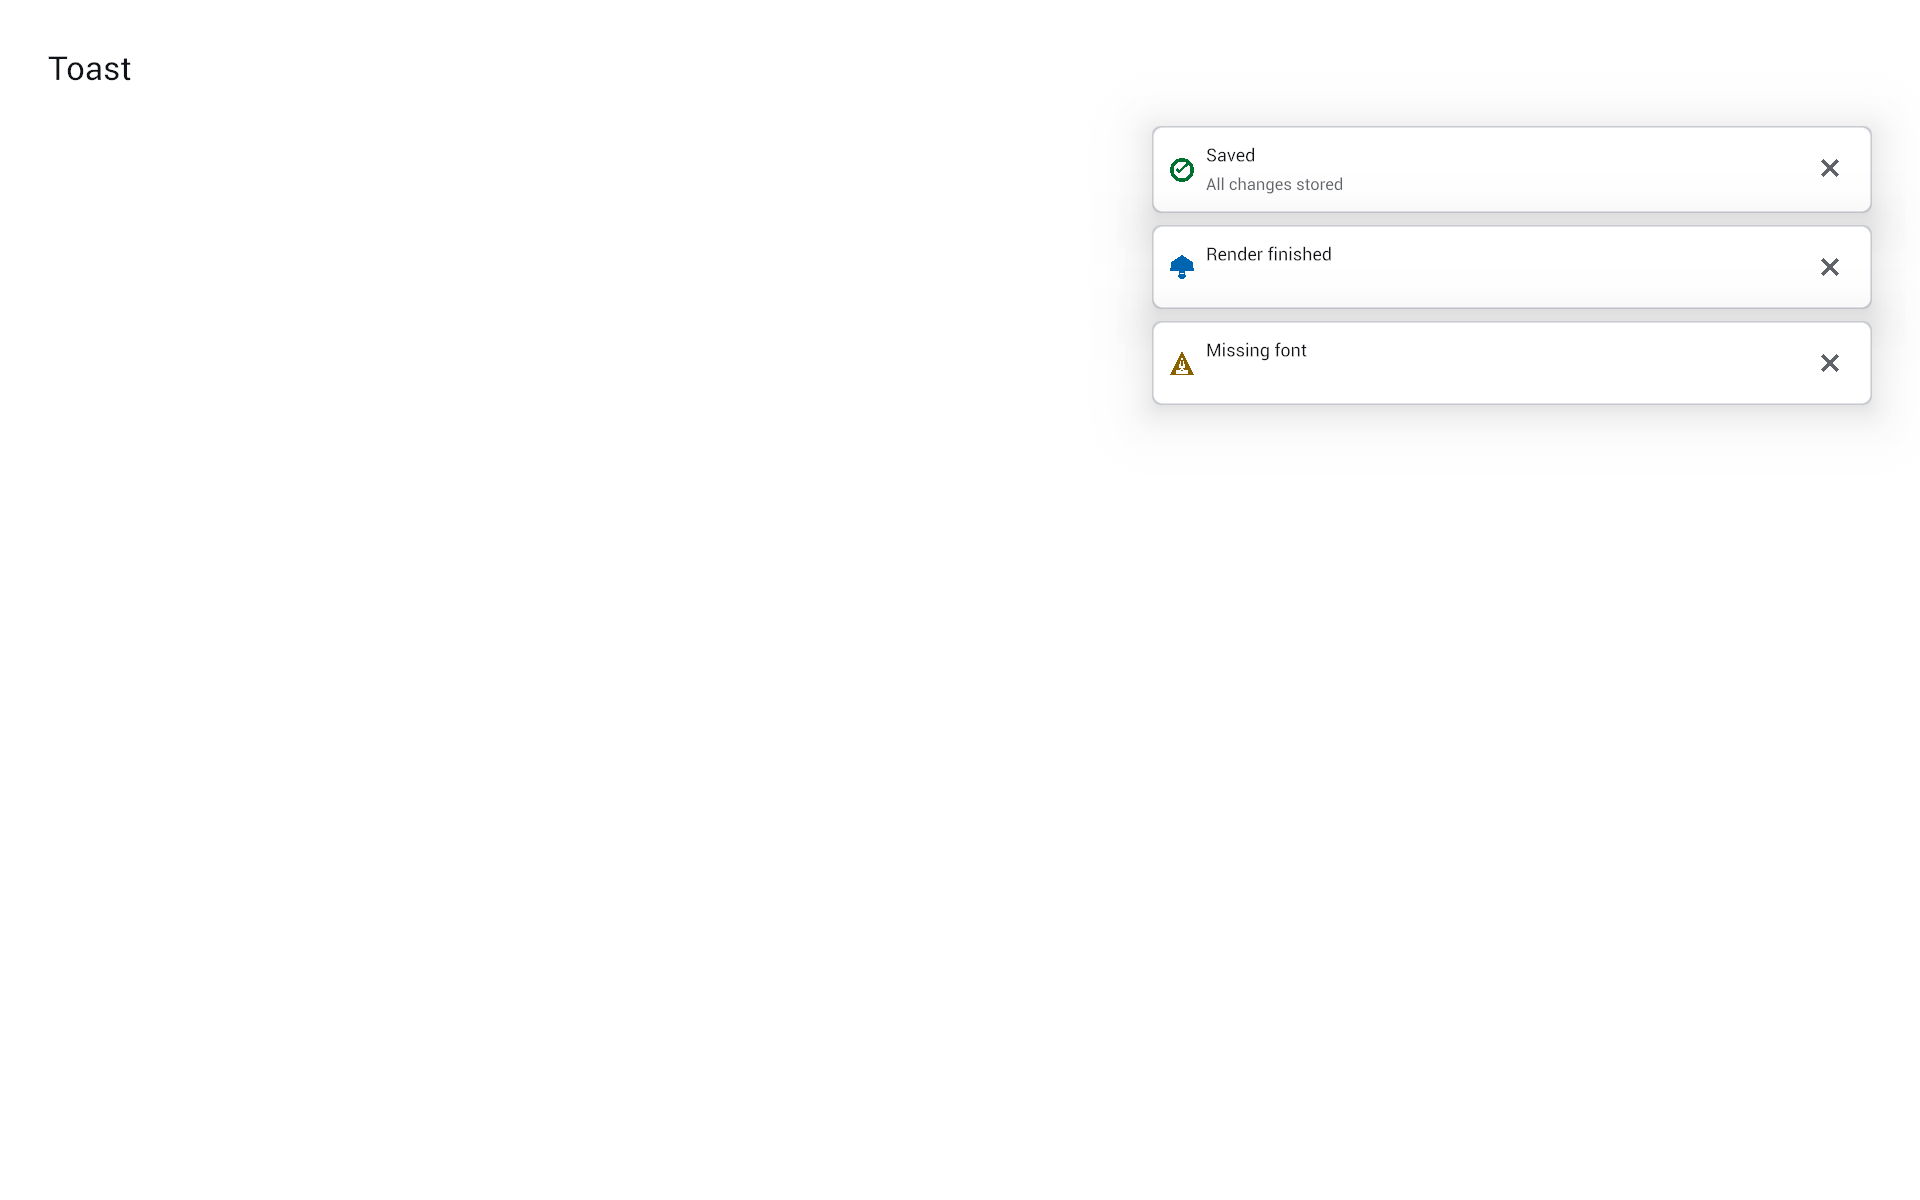 Toast
Saved
All changes stored
Render finished
Missing font